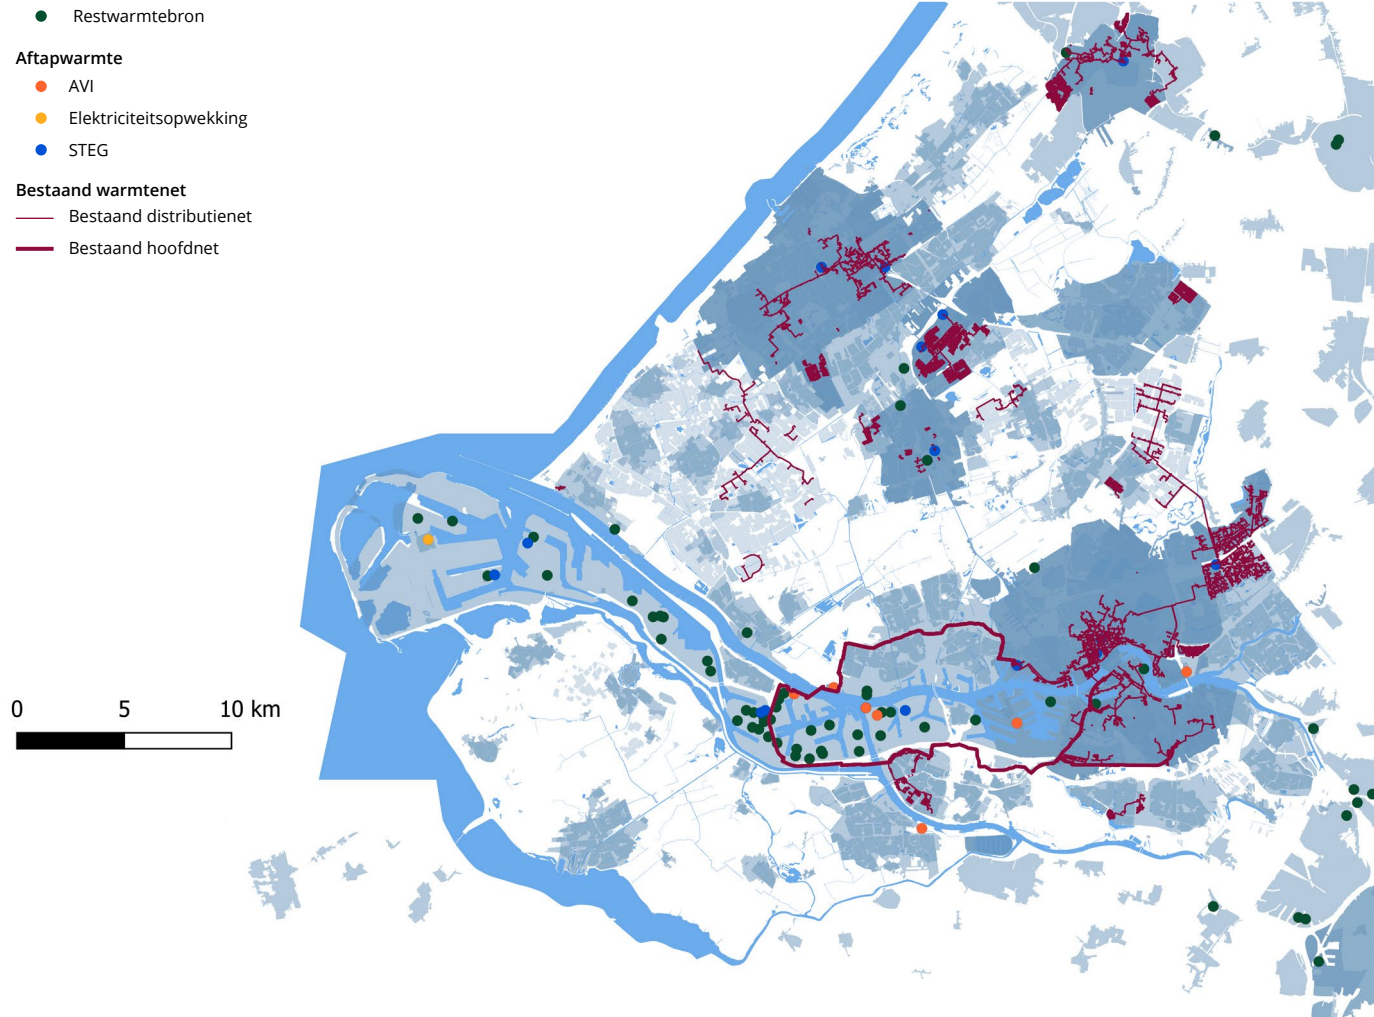 Restwarmtebron
Aftapwarmte
AVI
Elektriciteitsopwekking
STEG
Bestaand warmtenet
Bestaand distributienet
Bestaand hoofdnet
0 5 10 km